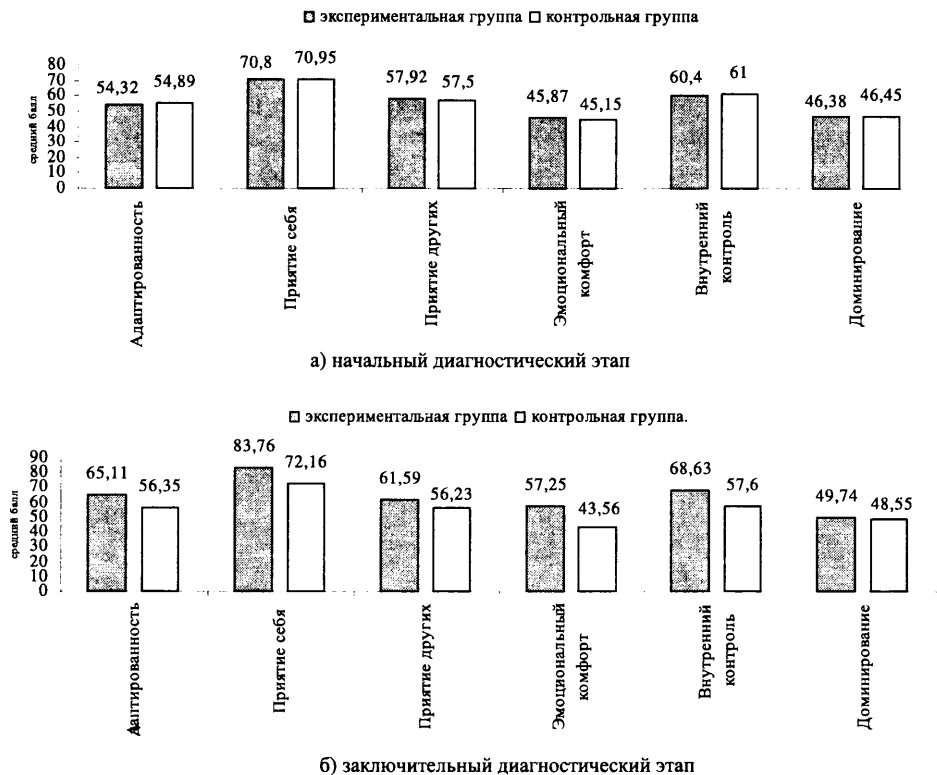 экспериментальная группа контрольная группа
80
70
60
50
40
30
20
10
0
средний балл
54,32 54,89
70,8 70,95
57,92 57,5
45,87 45,15
60,4 61
46,38 46,45
Адаптированность
Приятие себя
Приятие других
Эмоциональный
комфорт
Внутренний
контроль
Доминирование
а) начальный диагностический этап
экспериментальная группа контрольная группа.
90
80
70
60
50
40
30
20
10
0
средний балл
65,11 56,35
83,76 72,16
61,59 56,23
57,25 43,56
68,63 57,6
49,74 48,55
Ааптированность
Приятие себя
Приятие других
Эмоциональный
комфорт
Внутренний
контроль
Доминирование
б) заключительный диагностический этап